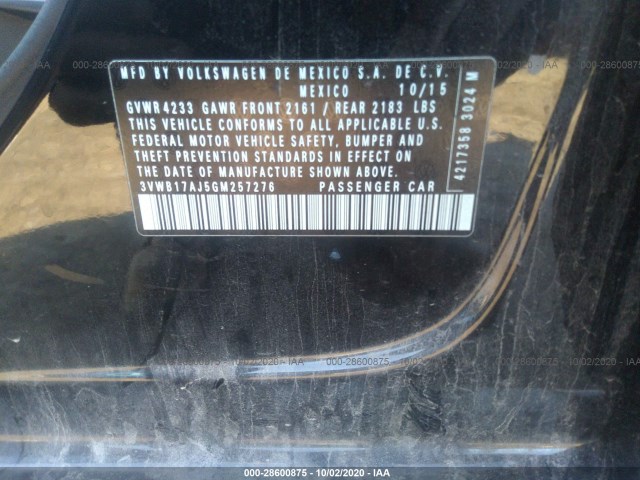 MFD BY VOLKSWAGEN DE MEXICO S.A. DE C.V.
MEXICO 10/15
GVWR 4233 GAWR FRONT 2161 / REAR 2183 LBS
THIS VEHICLE CONFORMS TO ALL APPLICABLE U.S.
FEDERAL MOTOR VEHICLE SAFETY, BUMPER AND
THEFT PREVENTION STANDARDS IN EFFECT ON
THE DATE OF MANUFACTURE SHOWN ABOVE.
3VWB17AJ5GM257276 PASSENGER CAR
4217358 3024 M
000-28600875 - 10/02/2020 - IAA